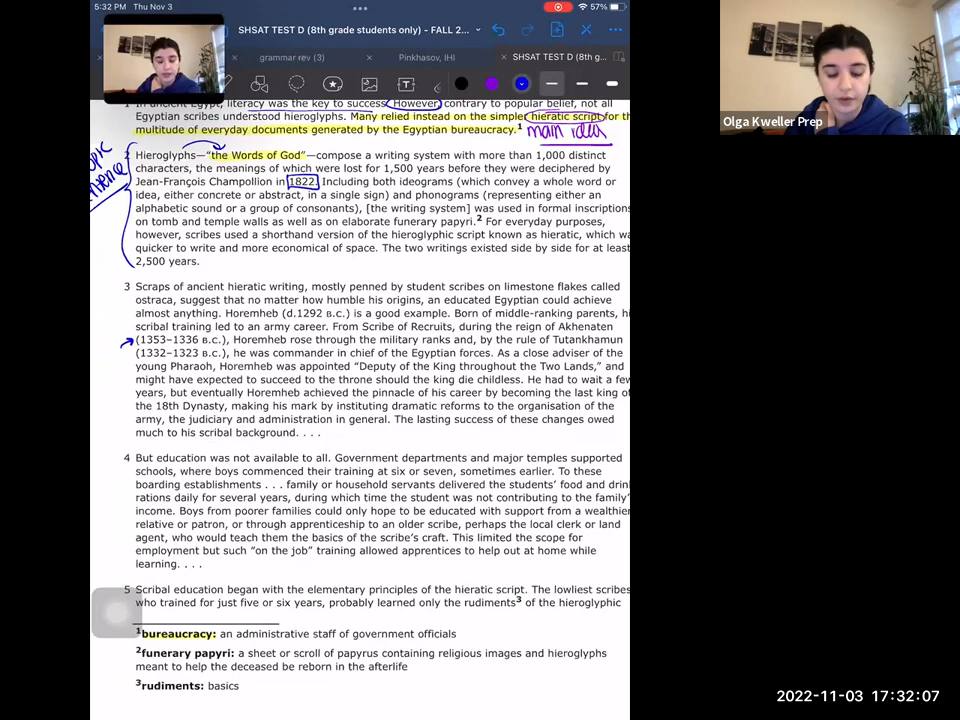 5:32 PM Thu Nov 3
57%
SHSAT TEST D (8th grade students only) - FALL 2...
grammar rev (3)
Pinkhasov, IHI
SHSAT TEST D (8th grade students only) - FALL 2...
1 In ancient Egypt, literacy was the key to success. However, contrary to popular belief, not all
Egyptian scribes understood hieroglyphs. Many relied instead on the simpler hieratic script for th
multitude of everyday documents generated by the Egyptian bureaucracy.1
main idea
2 Hieroglyphs—"the Words of God"—compose a writing system with more than 1,000 distinct
characters, the meanings of which were lost for 1,500 years before they were deciphered by
Jean-François Champollion in 1822. Including both ideograms (which convey a whole word or
idea, either concrete or abstract, in a single sign) and phonograms (representing either an
alphabetic sound or a group of consonants), [the writing system] was used in formal inscriptions
on tomb and temple walls as well as on elaborate funerary papyri.2 For everyday purposes,
however, scribes used a shorthand version of the hieroglyphic script known as hieratic, which wa
quicker to write and more economical of space. The two writings existed side by side for at least
2,500 years.
3 Scraps of ancient hieratic writing, mostly penned by student scribes on limestone flakes called
ostraca, suggest that no matter how humble his origins, an educated Egyptian could achieve
almost anything. Horemheb (d.1292 B.C.) is a good example. Born of middle-ranking parents, hi
scribal training led to an army career. From Scribe of Recruits, during the reign of Akhenaten
(1353–1336 B.C.), Horemheb rose through the military ranks and, by the rule of Tutankhamun
(1332–1323 B.C.), he was commander in chief of the Egyptian forces. As a close adviser of the
young Pharaoh, Horemheb was appointed "Deputy of the King throughout the Two Lands," and
might have expected to succeed to the throne should the king die childless. He had to wait a few
years, but eventually Horemheb achieved the pinnacle of his career by becoming the last king of
the 18th Dynasty, making his mark by instituting dramatic reforms to the organisation of the
army, the judiciary and administration in general. The lasting success of these changes owed
much to his scribal background. . . .
4 But education was not available to all. Government departments and major temples supported
schools, where boys commenced their training at six or seven, sometimes earlier. To these
boarding establishments . . . family or household servants delivered the students' food and drin
rations daily for several years, during which time the student was not contributing to the family'
income. Boys from poorer families could only hope to be educated with support from a wealthier
relative or patron, or through apprenticeship to an older scribe, perhaps the local clerk or land
agent, who would teach them the basics of the scribe's craft. This limited the scope for
employment but such "on the job" training allowed apprentices to help out at home while
learning. . . .
5 Scribal education began with the elementary principles of the hieratic script. The lowliest scribes
who trained for just five or six years, probably learned only the rudiments3 of the hieroglyphic
1bureaucracy: an administrative staff of government officials
2funerary papyri: a sheet or scroll of papyrus containing religious images and hieroglyphs
meant to help the deceased be reborn in the afterlife
3rudiments: basics
Olga Kweller Prep
2022-11-03 17:32:07